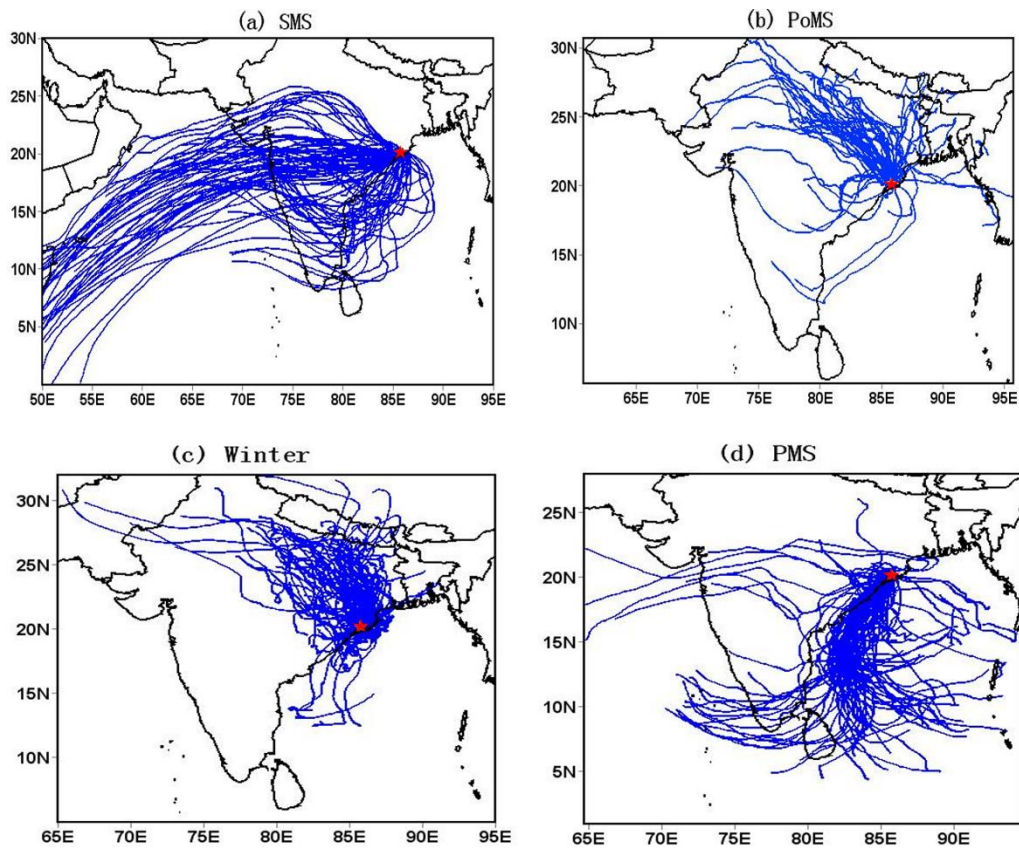 (a) SMS
30N
25N
20N
15N
10N
5N
50E 55E 60E 65E 70E 75E 80E 85E 90E 95E
(b) PoMS
30N
25N
20N
15N
10N
65E 70E 75E 80E 85E 90E 95E
(c) Winter
30N
25N
20N
15N
10N
65E 70E 75E 80E 85E 90E 95E
(d) PMS
25N
20N
15N
10N
5N
65E 70E 75E 80E 85E 90E